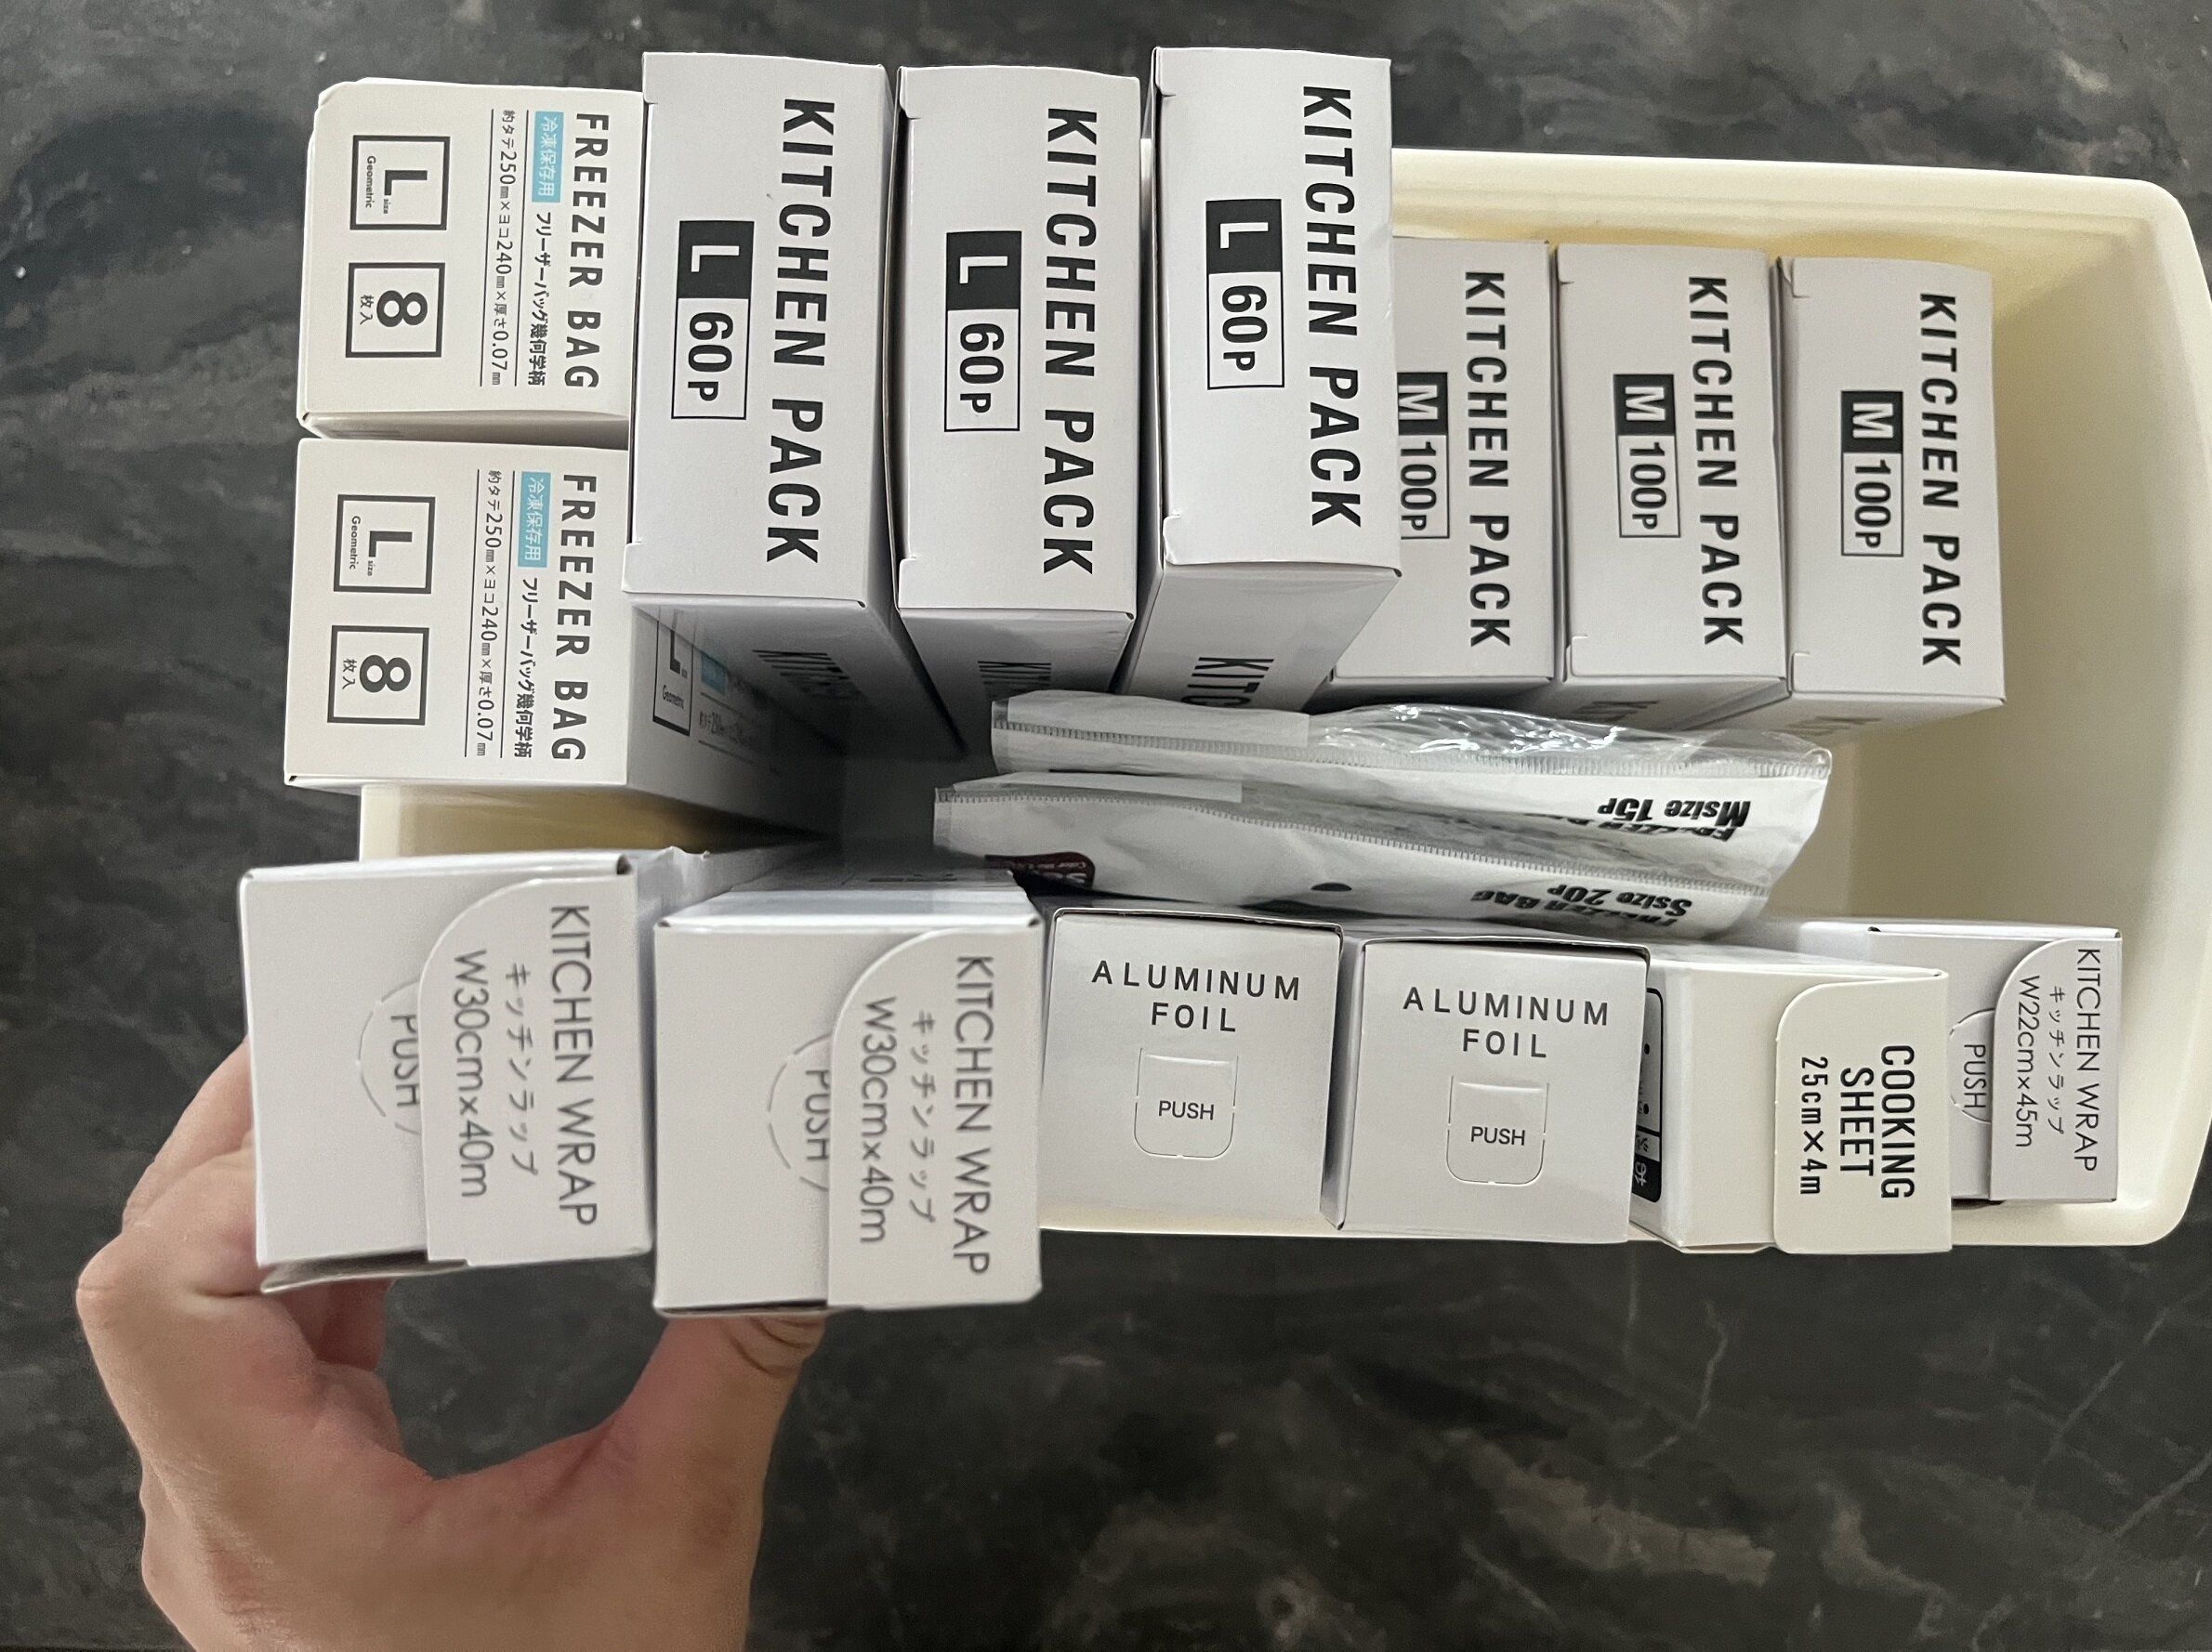 FREEZER BAG
冷凍保存用 フリーザーバッグ幾何学柄
約タテ250㎜×ヨコ240㎜×厚さ0.07㎜
L size
Geometric
8
枚入
FREEZER BAG
冷凍保存用 フリーザーバッグ幾何学柄
約タテ250㎜×ヨコ240㎜×厚さ0.07㎜
L size
Geometric
8
枚入
L
Geometric
KITCHEN PACK
L 60P
KITCHEN PACK
L 60P
KITCHEN PACK
L 60P
KITC
KITCHEN PACK
M 100P
KITCHEN PACK
M 100P
KITCHEN PACK
M 100P
Msize 15P
FREEZER BAG
Ssize 20P
KITCHEN WRAP
キッチンラップ
W30cm×40m
PUSH
KITCHEN WRAP
キッチンラップ
W30cm×40m
PUSH
ALUMINUM
FOIL
PUSH
ALUMINUM
FOIL
PUSH
COOKING
SHEET
25cm×4m
KITCHEN WRAP
キッチンラップ
W22cm×45m
PUSH